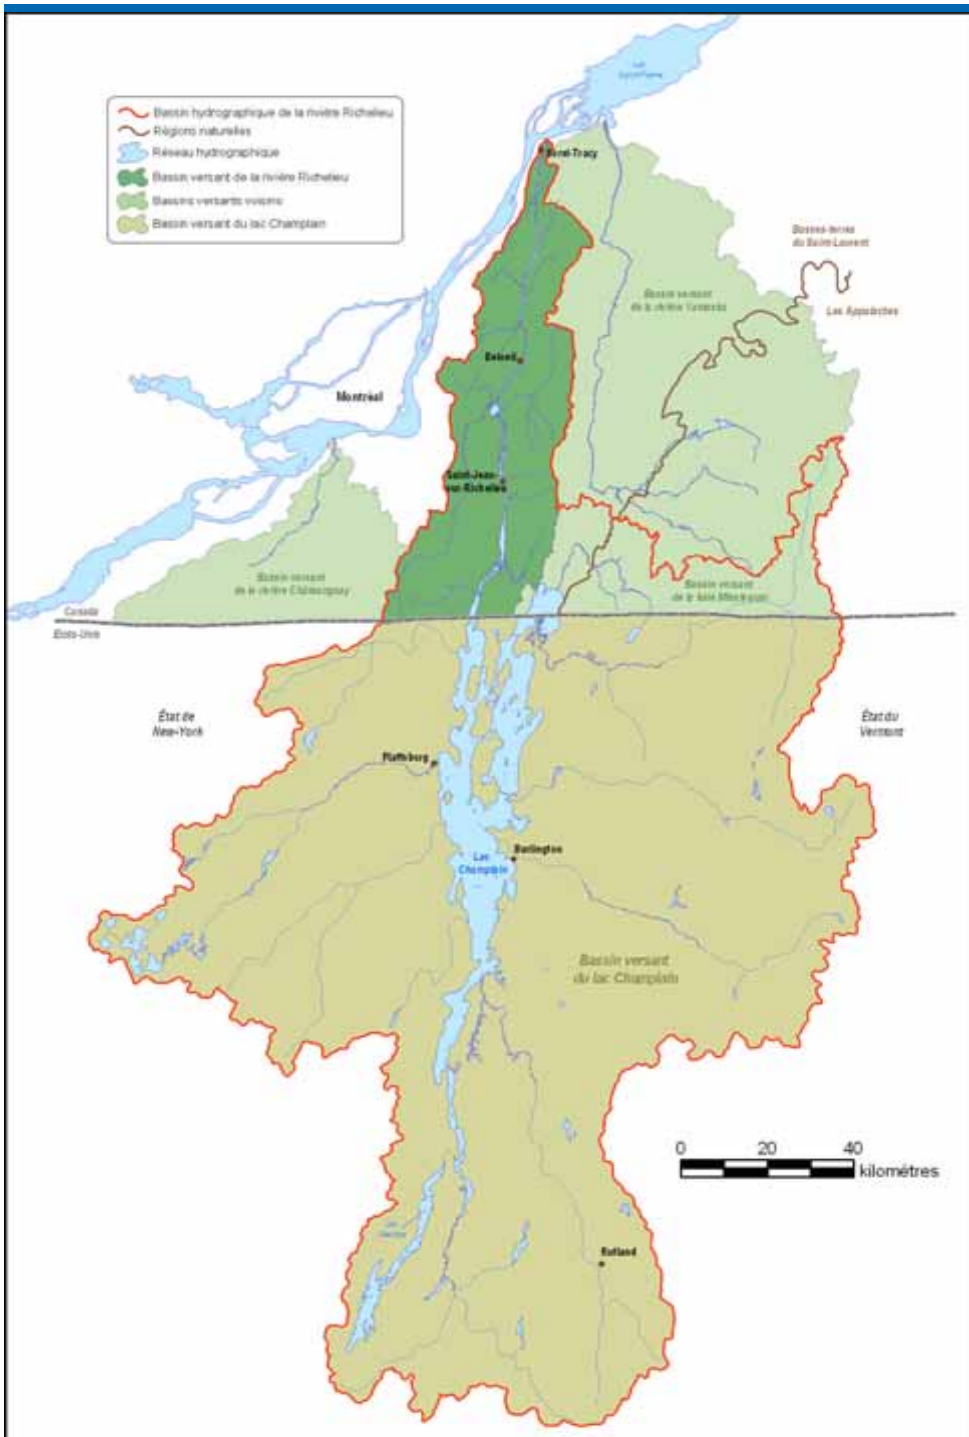 Lac
Saint-Pierre
Bassin hydrographique de la rivière Richelieu
Régions naturelles
Réseau hydrographique
Bassin versant de la rivière Richelieu
Bassins versants voisins
Bassin versant du lac Champlain
Sorel-Tracy
Basses-terres
du Saint-Laurent
Les Appalaches
Bassin versant
de la rivière Yamaska
Beloeil
Montréal
Saint-Jean-
sur-Richelieu
Bassin versant
de la rivière Châteauguay
Bassin versant
de la baie Missisquoi
Canada
États-Unis
État de
New-York
État du
Vermont
Plattsburg
Burlington
Lac
Champlain
Bassin versant
du lac Champlain
0 20 40
kilomètres
Lac
Rutland